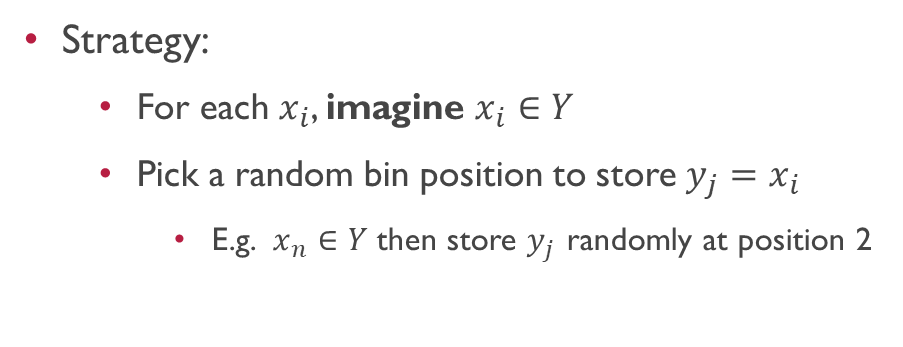 • Strategy:
• For each xᵢ, imagine xᵢ ∈ Y
• Pick a random bin position to store yⱼ = xᵢ
• E.g. xₙ ∈ Y then store yⱼ randomly at position 2